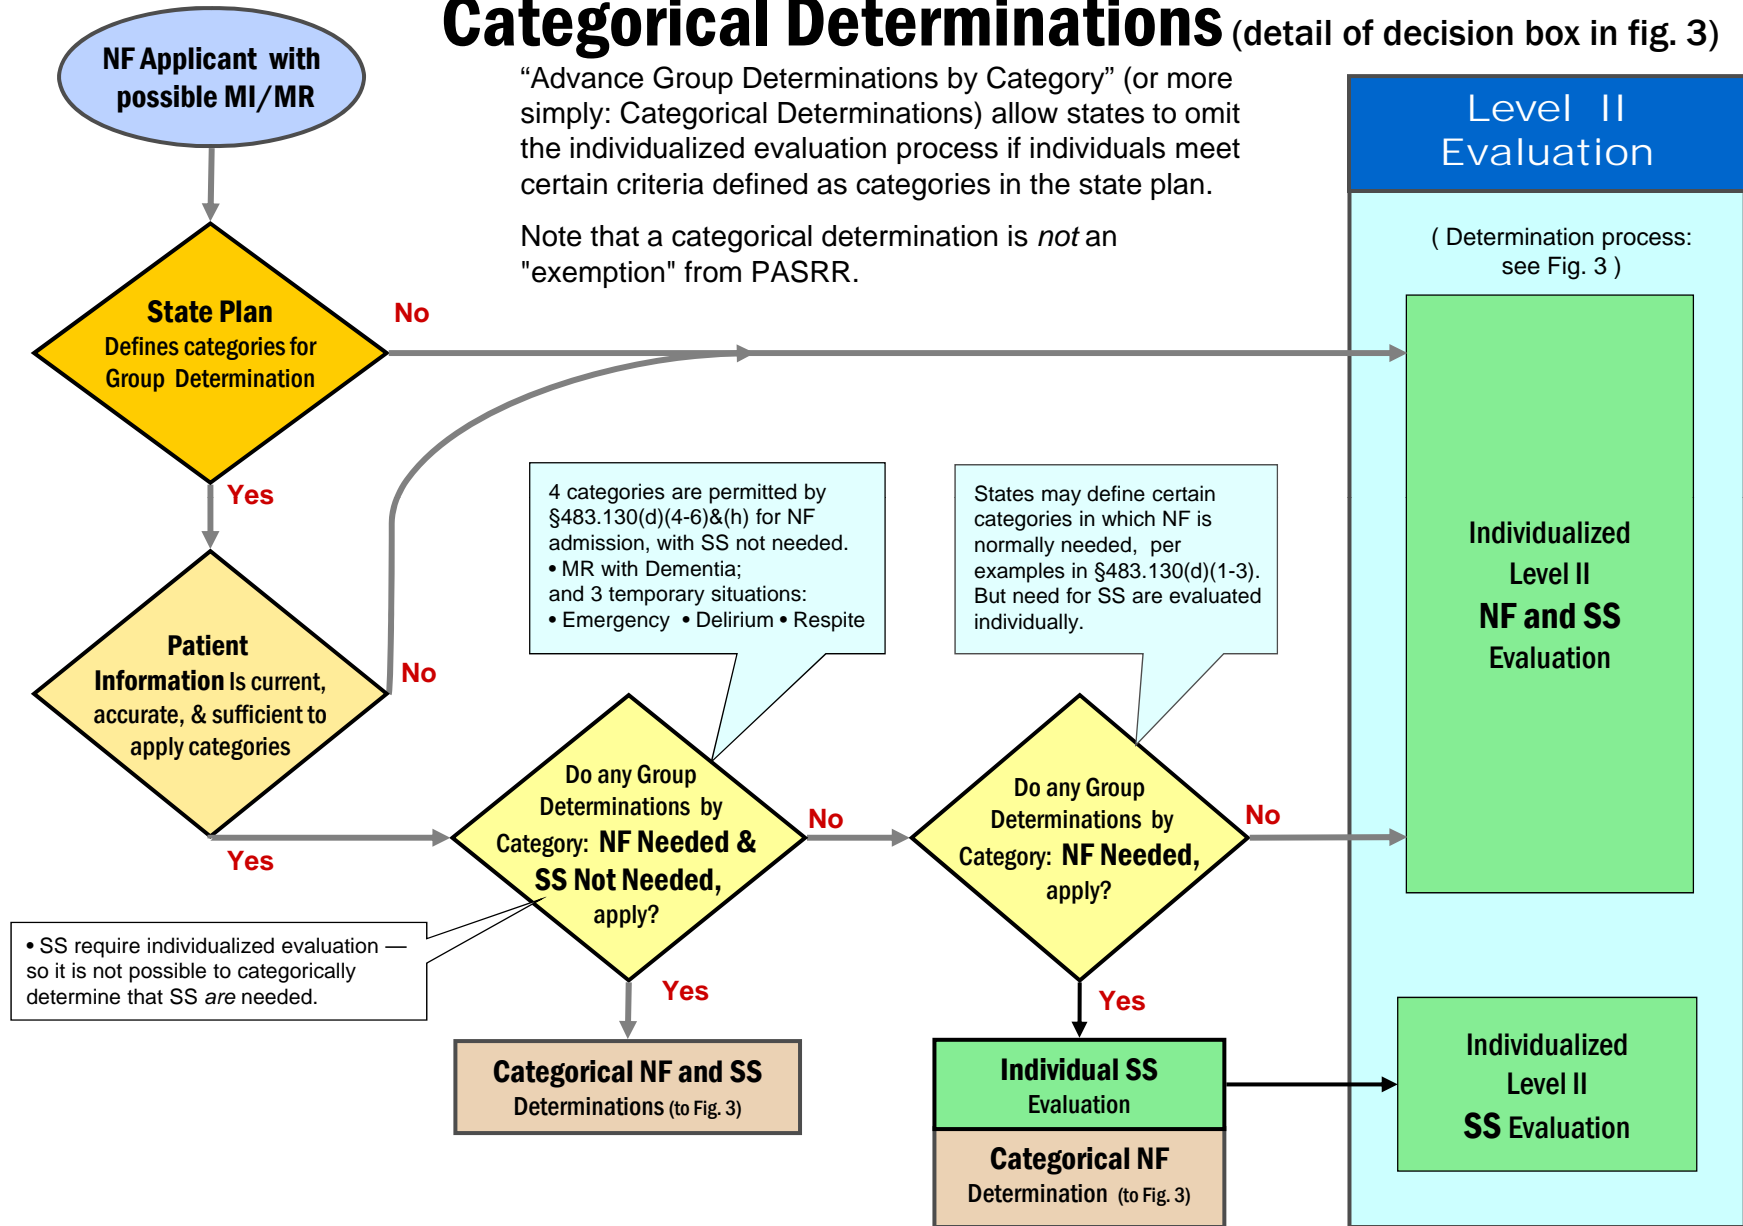 Categorical Determinations (detail of decision box in fig. 3)
NF Applicant with
possible MI/MR
“Advance Group Determinations by Category” (or more
simply: Categorical Determinations) allow states to omit
the individualized evaluation process if individuals meet
certain criteria defined as categories in the state plan.
Note that a categorical determination is not an
"exemption" from PASRR.
Level II
Evaluation
( Determination process:
see Fig. 3 )
State Plan
Defines categories for
Group Determination
No
Yes
Patient
Information Is current,
accurate, & sufficient to
apply categories
No
Yes
4 categories are permitted by
§483.130(d)(4-6)&(h) for NF
admission, with SS not needed.
• MR with Dementia;
and 3 temporary situations:
• Emergency • Delirium • Respite
States may define certain
categories in which NF is
normally needed, per
examples in §483.130(d)(1-3).
But need for SS are evaluated
individually.
Individualized
Level II
NF and SS
Evaluation
Do any Group
Determinations by
Category: NF Needed &
SS Not Needed,
apply?
No
Yes
Do any Group
Determinations by
Category: NF Needed,
apply?
No
Yes
• SS require individualized evaluation —
so it is not possible to categorically
determine that SS are needed.
Categorical NF and SS
Determinations (to Fig. 3)
Individual SS
Evaluation
Categorical NF
Determination (to Fig. 3)
Individualized
Level II
SS Evaluation